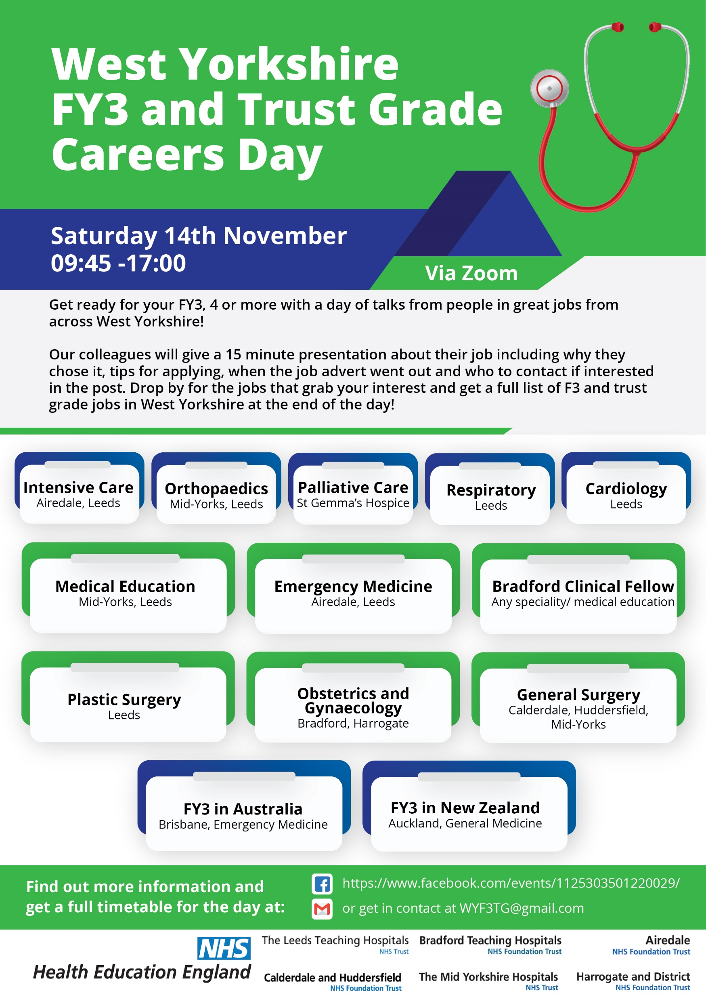 West Yorkshire
FY3 and Trust Grade
Careers Day
Saturday 14th November
09:45 -17:00
Via Zoom
Get ready for your FY3, 4 or more with a day of talks from people in great jobs from
across West Yorkshire!
Our colleagues will give a 15 minute presentation about their job including why they
chose it, tips for applying, when the job advert went out and who to contact if interested
in the post. Drop by for the jobs that grab your interest and get a full list of F3 and trust
grade jobs in West Yorkshire at the end of the day!
Intensive Care
Airedale, Leeds
Orthopaedics
Mid-Yorks, Leeds
Palliative Care
St Gemma's Hospice
Respiratory
Leeds
Cardiology
Leeds
Medical Education
Mid-Yorks, Leeds
Emergency Medicine
Airedale, Leeds
Bradford Clinical Fellow
Any speciality/ medical education
Plastic Surgery
Leeds
Obstetrics and
Gynaecology
Bradford, Harrogate
General Surgery
Calderdale, Huddersfield,
Mid-Yorks
FY3 in Australia
Brisbane, Emergency Medicine
FY3 in New Zealand
Auckland, General Medicine
Find out more information and
get a full timetable for the day at:
https://www.facebook.com/events/1125303501220029/
or get in contact at WYF3TG@gmail.com
NHS
Health Education England
The Leeds Teaching Hospitals
NHS Trust
Bradford Teaching Hospitals
NHS Foundation Trust
Airedale
NHS Foundation Trust
Calderdale and Huddersfield
NHS Foundation Trust
The Mid Yorkshire Hospitals
NHS Trust
Harrogate and District
NHS Foundation Trust